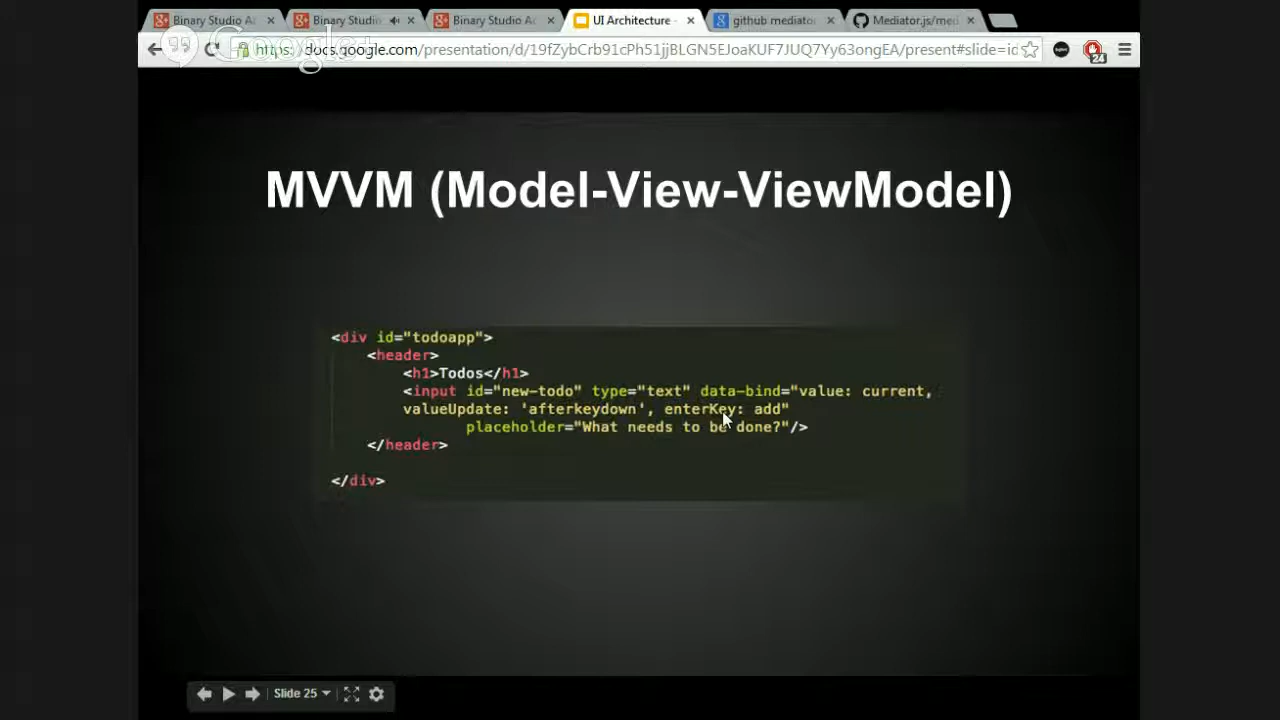 Binary Studio A
Binary Studio
Binary Studio Ac
UI Architecture -
github mediator
Mediator.js/med
Google+
https: docs.google.com/presentation/d/19fZybCrb91cPh51jjBLGN5EJoaKUF7JUQ7Yy63ongEA/present#slide=id
24
MVVM (Model-View-ViewModel)
<div id="todoapp">
<header>
<h1>Todos</h1>
<input id="new-todo" type="text" data-bind="value: current,
valueUpdate: 'afterkeydown', enterKey: add"
placeholder="What needs to be done?"/>
</header>
</div>
Slide 25